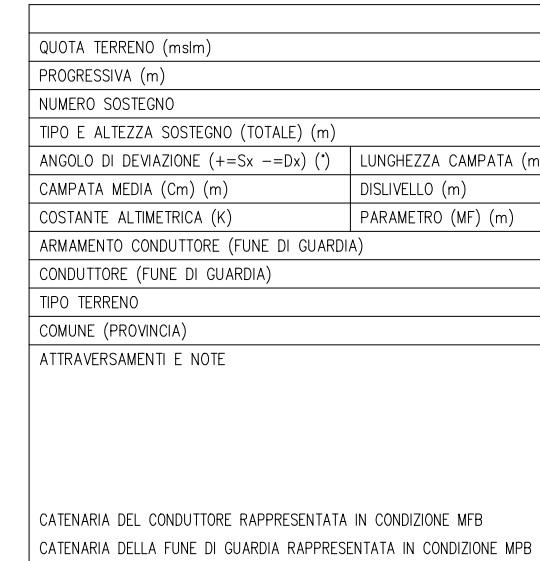 QUOTA TERRENO (mslm)
PROGRESSIVA (m)
NUMERO SOSTEGNO
TIPO E ALTEZZA SOSTEGNO (TOTALE) (m)
ANGOLO DI DEVIAZIONE (+=Sx −=Dx) (°) LUNGHEZZA CAMPATA (m
CAMPATA MEDIA (Cm) (m) DISLIVELLO (m)
COSTANTE ALTIMETRICA (K) PARAMETRO (MF) (m)
ARMAMENTO CONDUTTORE (FUNE DI GUARDIA)
CONDUTTORE (FUNE DI GUARDIA)
TIPO TERRENO
COMUNE (PROVINCIA)
ATTRAVERSAMENTI E NOTE
CATENARIA DEL CONDUTTORE RAPPRESENTATA IN CONDIZIONE MFB
CATENARIA DELLA FUNE DI GUARDIA RAPPRESENTATA IN CONDIZIONE MPB